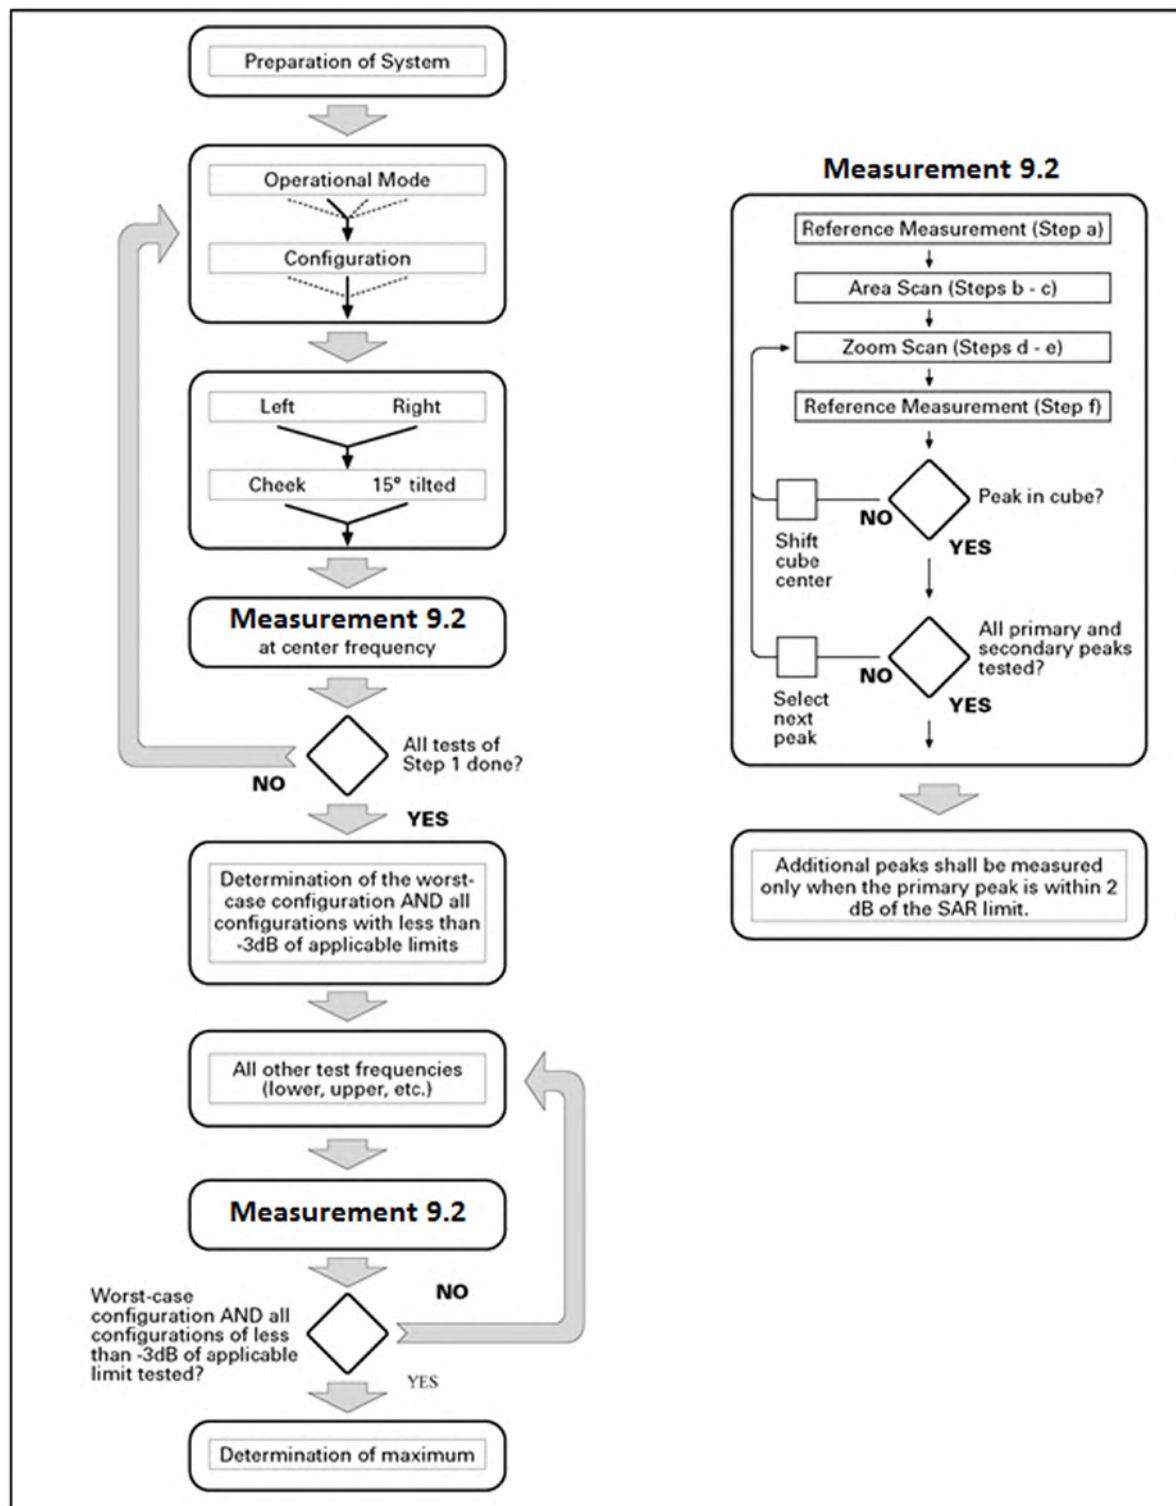 Preparation of System
Operational Mode
Configuration
Left Right
Cheek 15° tilted
Measurement 9.2
at center frequency
All tests of
Step 1 done?
NO
YES
Determination of the worst-
case configuration AND all
configurations with less than
-3dB of applicable limits
All other test frequencies
(lower, upper, etc.)
Measurement 9.2
NO
Worst-case
configuration AND all
configurations of less
than -3dB of applicable
limit tested?
YES
Determination of maximum
Measurement 9.2
Reference Measurement (Step a)
Area Scan (Steps b - c)
Zoom Scan (Steps d - e)
Reference Measurement (Step f)
Peak in cube?
NO
YES
Shift
cube
center
All primary and
secondary peaks
tested?
NO
YES
Select
next
peak
Additional peaks shall be measured
only when the primary peak is within 2
dB of the SAR limit.